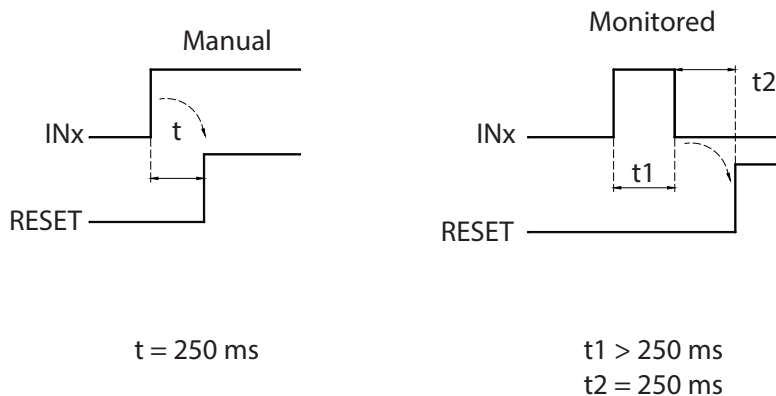 Manual
INx
t
RESET
t = 250 ms
Monitored
t2
INx
t1
RESET
t1 > 250 ms
t2 = 250 ms